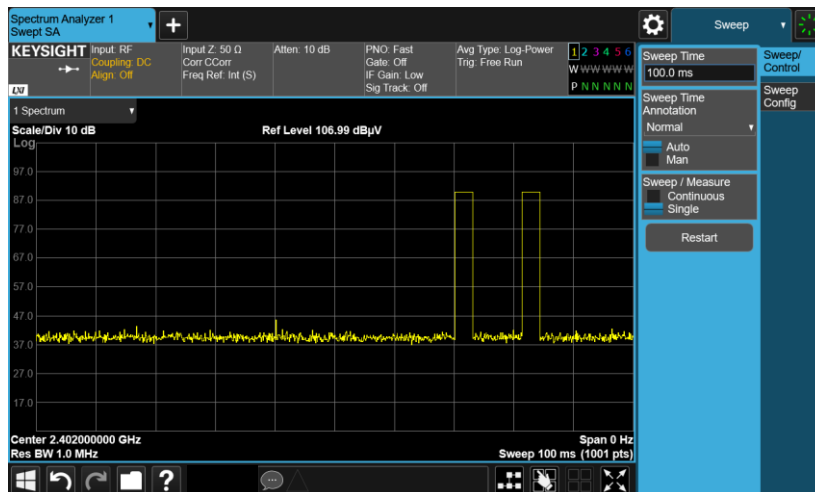 Spectrum Analyzer 1
Swept SA
+
Sweep
KEYSIGHT
Input: RF
Coupling: DC
Align: Off
Input Z: 50 Ω
Corr CCorr
Freq Ref: Int (S)
Atten: 10 dB
PNO: Fast
Gate: Off
IF Gain: Low
Sig Track: Off
Avg Type: Log-Power
Trig: Free Run
1 2 3 4 5 6
W W W W W W
P N N N N N
LXI
1 Spectrum
Scale/Div 10 dB
Ref Level 106.99 dBµV
Log
97.0
87.0
77.0
67.0
57.0
47.0
37.0
27.0
17.0
Center 2.402000000 GHz
Span 0 Hz
Res BW 1.0 MHz
Sweep 100 ms (1001 pts)
Sweep Time
100.0 ms
Sweep Time
Annotation
Normal
Auto
Man
Sweep / Measure
Continuous
Single
Restart
Sweep/
Control
Sweep
Config
?